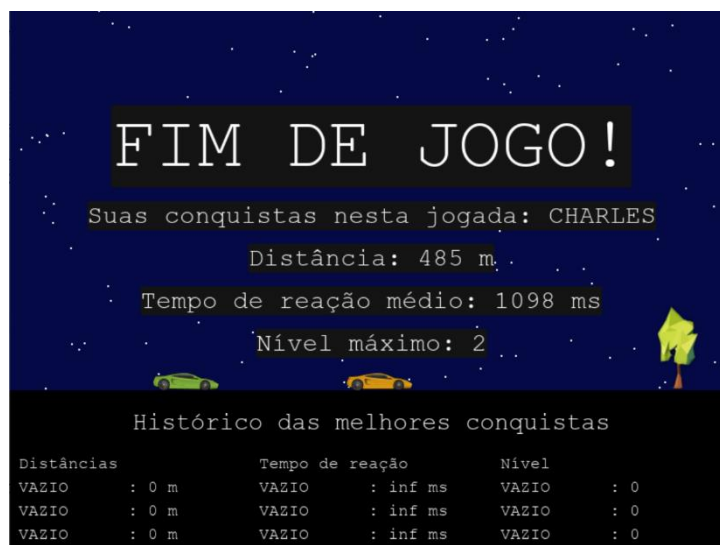 FIM DE JOGO!
Suas conquistas nesta jogada: CHARLES
Distância: 485 m
Tempo de reação médio: 1098 ms
Nível máximo: 2
Histórico das melhores conquistas
Distâncias Tempo de reação Nível
VAZIO : 0 m VAZIO : inf ms VAZIO : 0
VAZIO : 0 m VAZIO : inf ms VAZIO : 0
VAZIO : 0 m VAZIO : inf ms VAZIO : 0